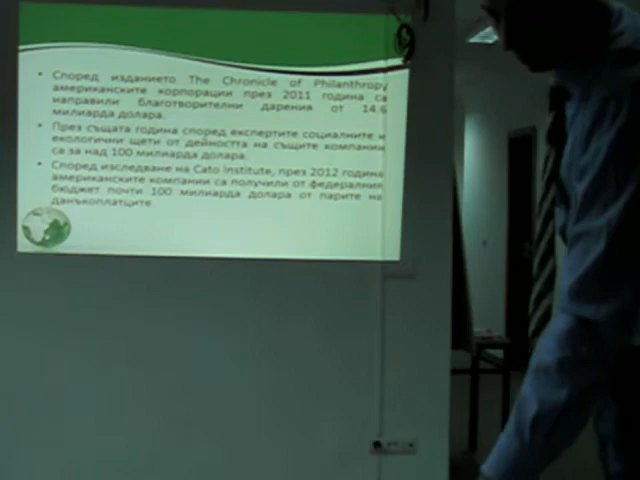 • Според изданието The Chronicle of Philanthropy
американските корпорации през 2011 година са
направили благотворителни дарения от 14.6
милиарда долара.
• През същата година според експертите социалните и
екологични щети от дейността на същите компании
са за над 100 милиарда долара.
• Според изследване на Cato Institute, през 2012 година
американските компании са получили от федералния
бюджет почти 100 милиарда долара от парите на
данъкоплатците